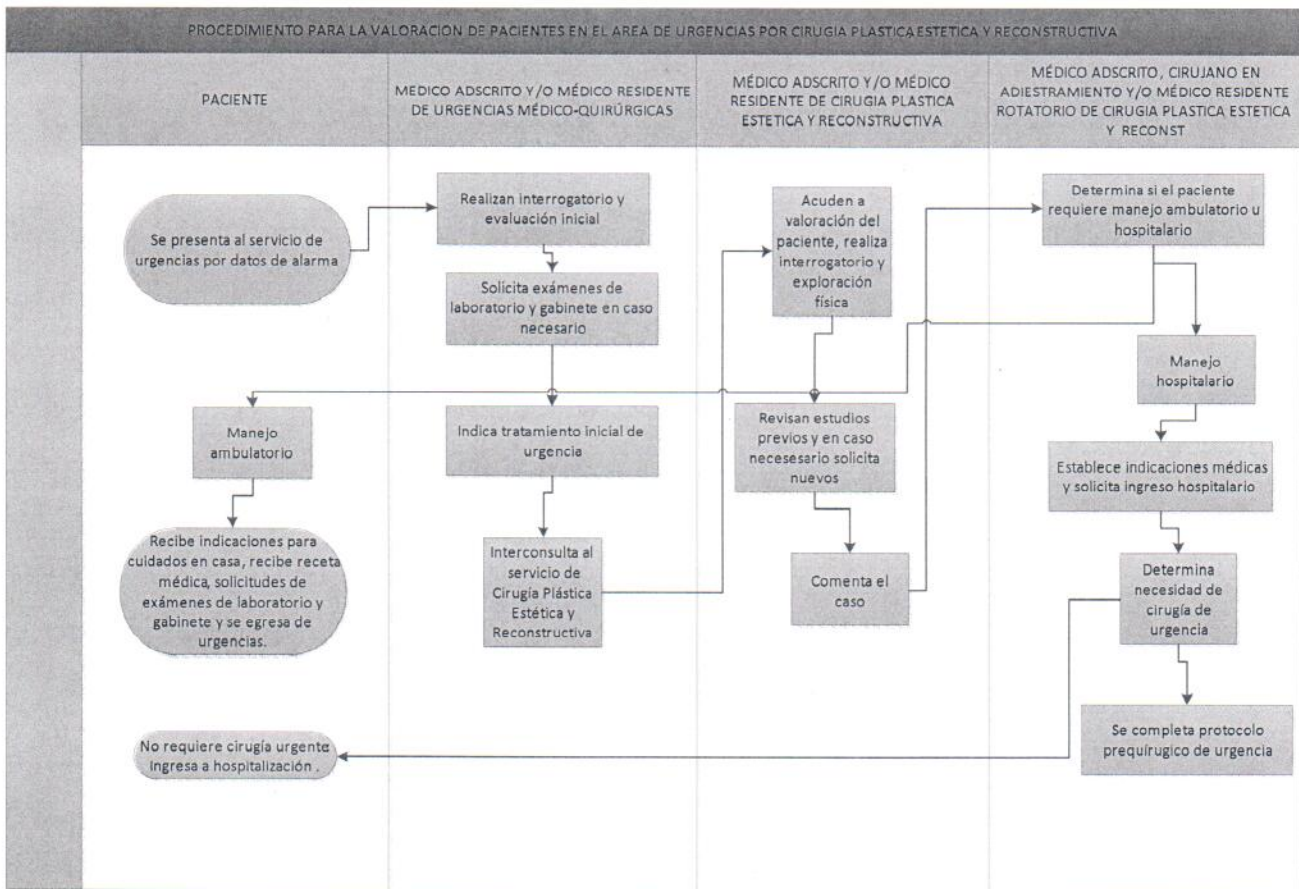 PROCEDIMIENTO PARA LA VALORACION DE PACIENTES EN EL AREA DE URGENCIAS POR CIRUGIA PLASTICA ESTETICA Y RECONSTRUCTIVA
PACIENTE
MEDICO ADSCRITO Y/O MÉDICO RESIDENTE
DE URGENCIAS MÉDICO-QUIRÚRGICAS
MÉDICO ADSCRITO Y/O MÉDICO
RESIDENTE DE CIRUGIA PLASTICA
ESTETICA Y RECONSTRUCTIVA
MÉDICO ADSCRITO, CIRUJANO EN
ADIESTRAMIENTO Y/O MÉDICO RESIDENTE
ROTATORIO DE CIRUGIA PLASTICA ESTETICA
Y RECONST
Se presenta al servicio de
urgencias por datos de alarma
Realizan interrogatorio y
evaluación inicial
Solicita exámenes de
laboratorio y gabinete en caso
necesario
Indica tratamiento inicial de
urgencia
Interconsulta al
servicio de
Cirugía Plástica
Estética y
Reconstructiva
Acuden a
valoración del
paciente, realiza
interrogatorio y
exploración
física
Revisan estudios
previos y en caso
necesesario solicita
nuevos
Comenta el
caso
Determina si el paciente
requiere manejo ambulatorio u
hospitalario
Manejo
hospitalario
Establece indicaciones médicas
y solicita ingreso hospitalario
Determina
necesidad de
cirugía de
urgencia
Se completa protocolo
prequírugico de urgencia
Manejo
ambulatorio
Recibe indicaciones para
cuidados en casa, recibe receta
médica, solicitudes de
exámenes de laboratorio y
gabinete y se egresa de
urgencias.
No requiere cirugía urgente
Ingresa a hospitalización .